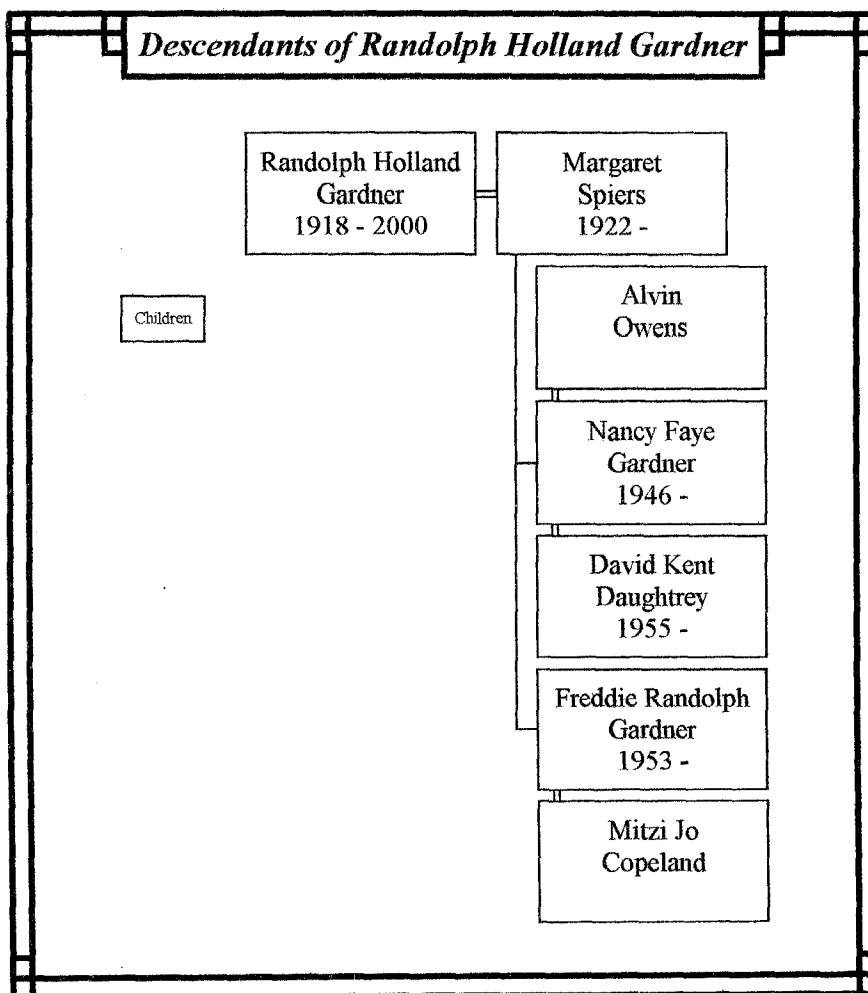 Descendants of Randolph Holland Gardner
Randolph Holland
Gardner
1918 - 2000
Margaret
Spiers
1922 -
Children
Alvin
Owens
Nancy Faye
Gardner
1946 -
David Kent
Daughtrey
1955 -
Freddie Randolph
Gardner
1953 -
Mitzi Jo
Copeland